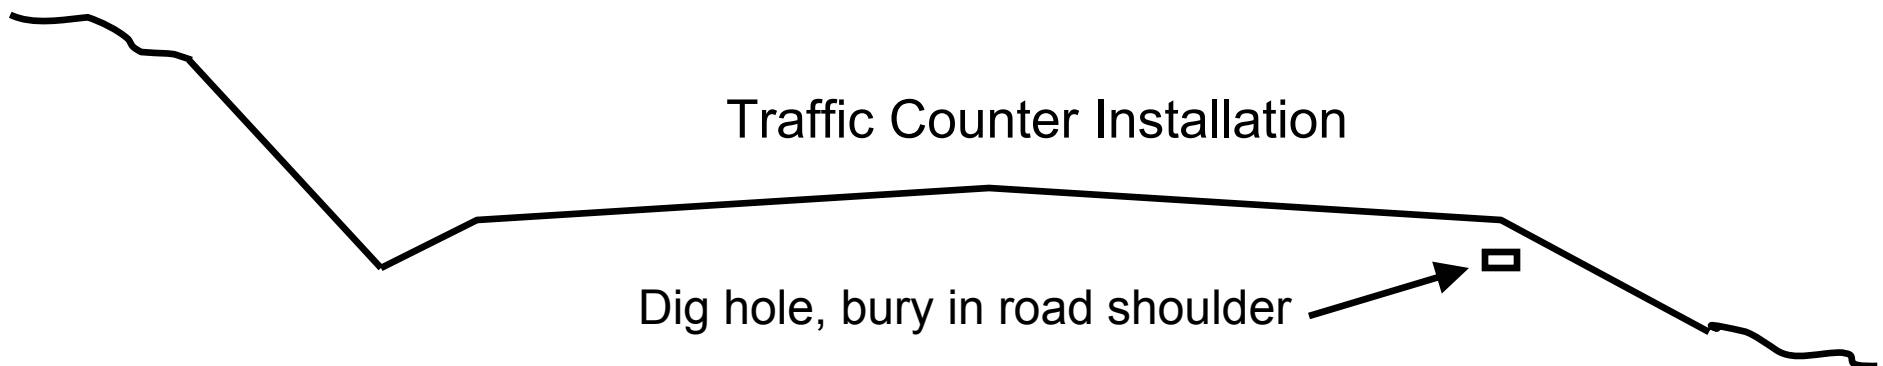 Traffic Counter Installation
Dig hole, bury in road shoulder